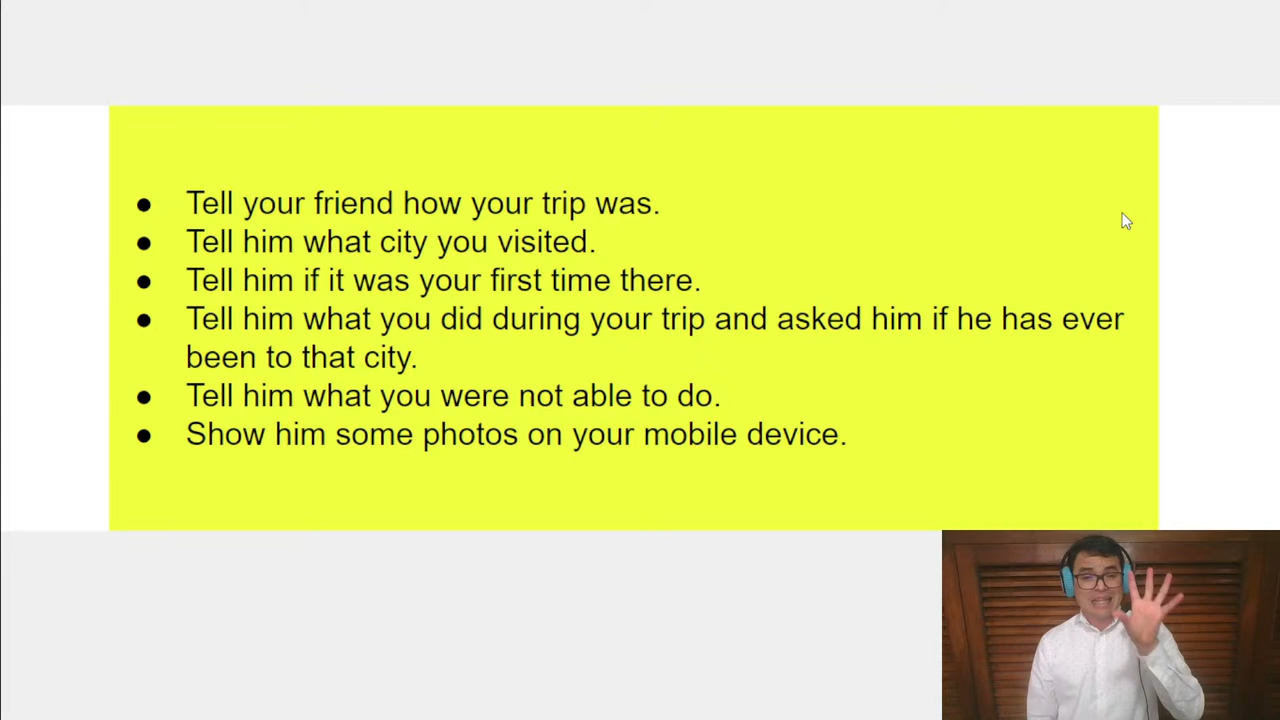 ● Tell your friend how your trip was.
● Tell him what city you visited.
● Tell him if it was your first time there.
● Tell him what you did during your trip and asked him if he has ever
been to that city.
● Tell him what you were not able to do.
● Show him some photos on your mobile device.